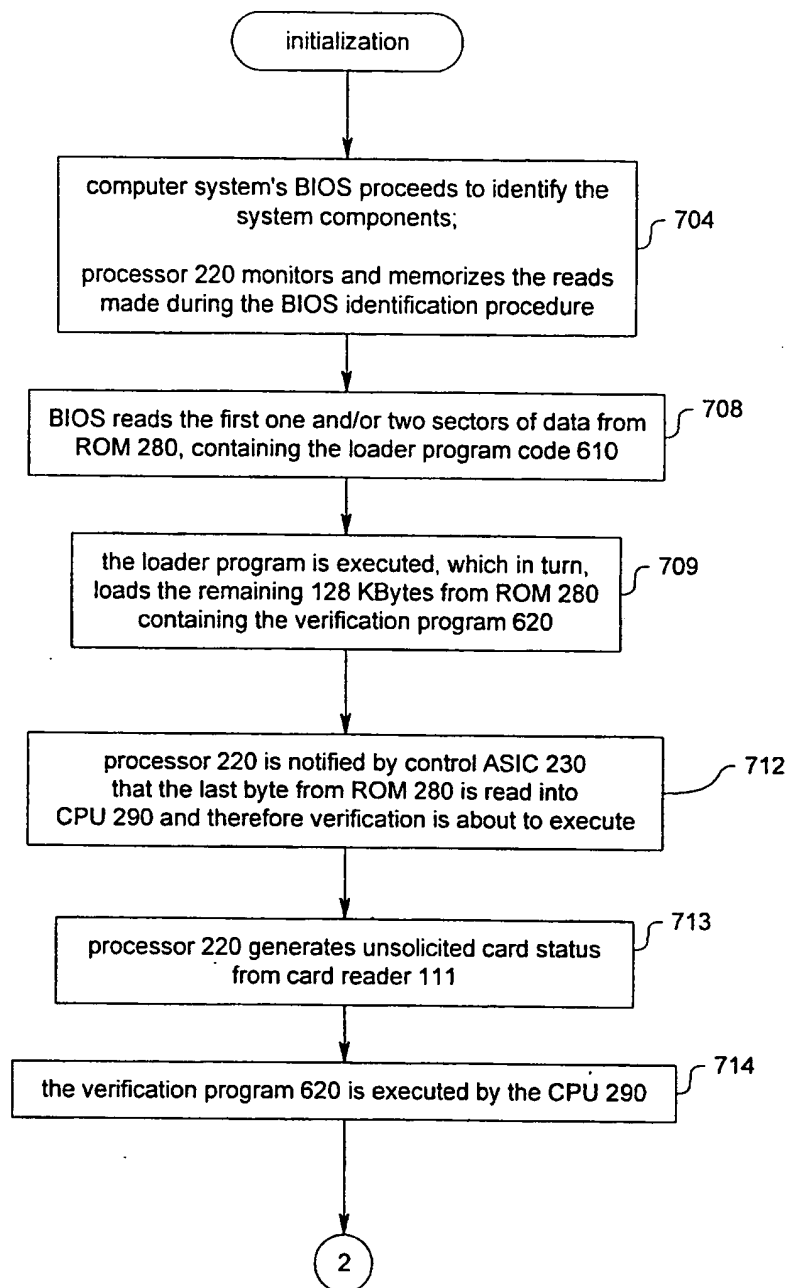 initialization
computer system's BIOS proceeds to identify the
system components;
processor 220 monitors and memorizes the reads
made during the BIOS identification procedure
704
BIOS reads the first one and/or two sectors of data from
ROM 280, containing the loader program code 610
708
the loader program is executed, which in turn,
loads the remaining 128 KBytes from ROM 280
containing the verification program 620
709
processor 220 is notified by control ASIC 230
that the last byte from ROM 280 is read into
CPU 290 and therefore verification is about to execute
712
processor 220 generates unsolicited card status
from card reader 111
713
the verification program 620 is executed by the CPU 290
714
2